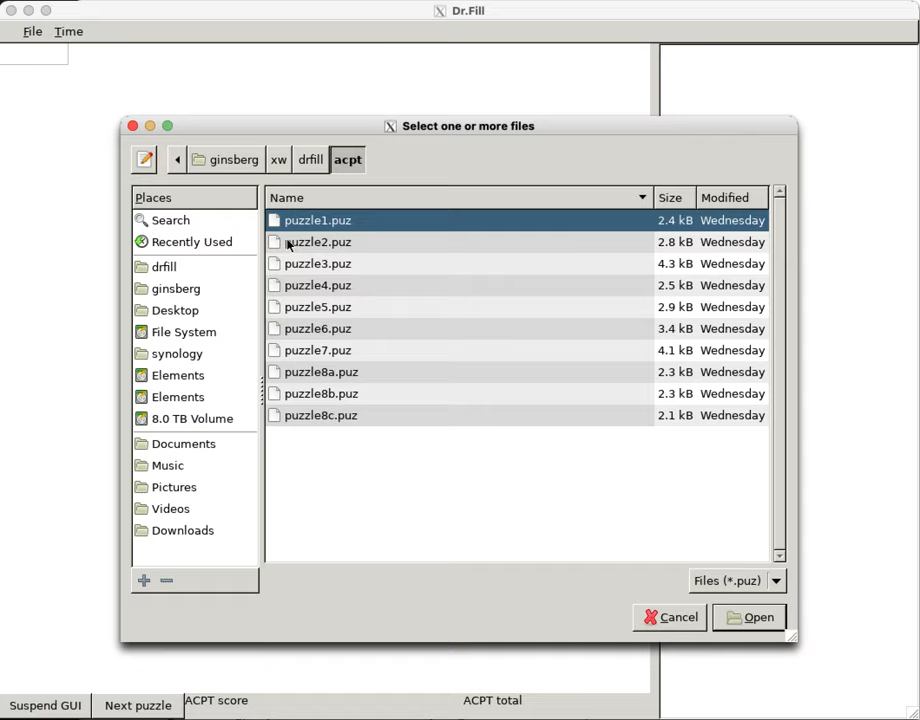 Dr.Fill
File Time
Select one or more files
ginsberg xw drfill acpt
Places
Search
Recently Used
drfill
ginsberg
Desktop
File System
synology
Elements
Elements
8.0 TB Volume
Documents
Music
Pictures
Videos
Downloads
Name Size Modified
puzzle1.puz 2.4 kB Wednesday
puzzle2.puz 2.8 kB Wednesday
puzzle3.puz 4.3 kB Wednesday
puzzle4.puz 2.5 kB Wednesday
puzzle5.puz 2.9 kB Wednesday
puzzle6.puz 3.4 kB Wednesday
puzzle7.puz 4.1 kB Wednesday
puzzle8a.puz 2.3 kB Wednesday
puzzle8b.puz 2.3 kB Wednesday
puzzle8c.puz 2.1 kB Wednesday
Files (*.puz)
Cancel Open
Suspend GUI Next puzzle ACPT score ACPT total